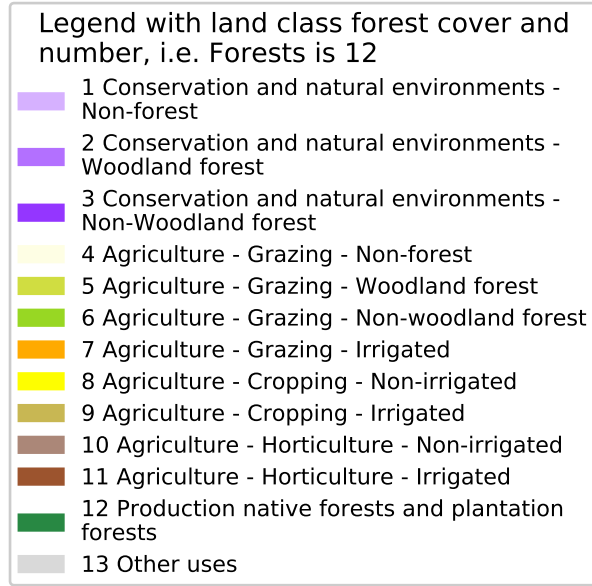 Legend with land class forest cover and
number, i.e. Forests is 12
1 Conservation and natural environments -
Non-forest
2 Conservation and natural environments -
Woodland forest
3 Conservation and natural environments -
Non-Woodland forest
4 Agriculture - Grazing - Non-forest
5 Agriculture - Grazing - Woodland forest
6 Agriculture - Grazing - Non-woodland forest
7 Agriculture - Grazing - Irrigated
8 Agriculture - Cropping - Non-irrigated
9 Agriculture - Cropping - Irrigated
10 Agriculture - Horticulture - Non-irrigated
11 Agriculture - Horticulture - Irrigated
12 Production native forests and plantation
forests
13 Other uses